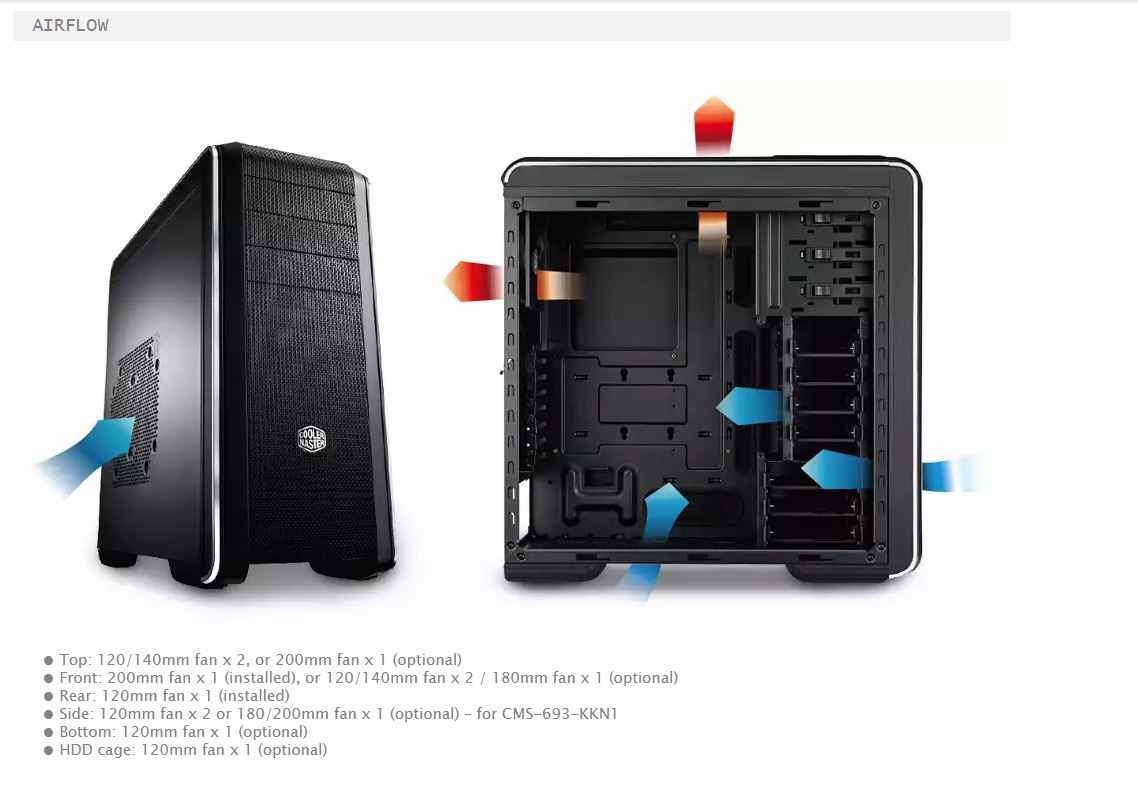 AIRFLOW
COOLER
MASTER
● Top: 120/140mm fan x 2, or 200mm fan x 1 (optional)
● Front: 200mm fan x 1 (installed), or 120/140mm fan x 2 / 180mm fan x 1 (optional)
● Rear: 120mm fan x 1 (installed)
● Side: 120mm fan x 2 or 180/200mm fan x 1 (optional) – for CMS-693-KKN1
● Bottom: 120mm fan x 1 (optional)
● HDD cage: 120mm fan x 1 (optional)